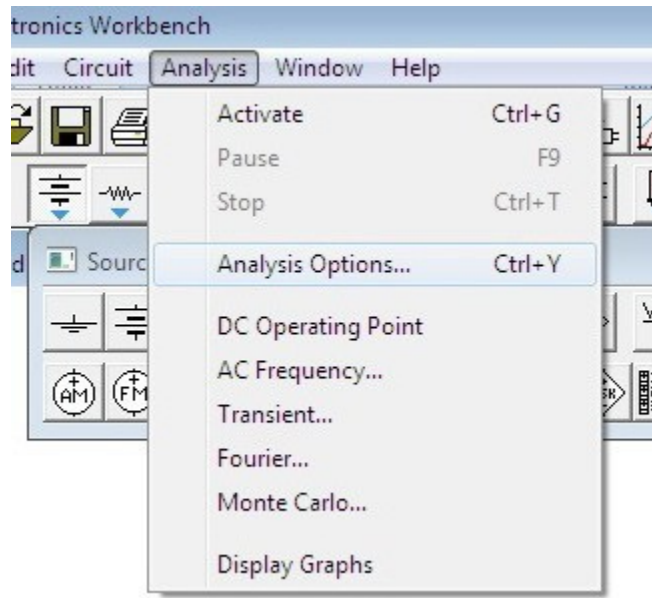 tronics Workbench
dit Circuit Analysis Window Help
Activate Ctrl+G
Pause F9
Stop Ctrl+T
Sourc
Analysis Options... Ctrl+Y
DC Operating Point
AM FM
AC Frequency...
Transient...
Fourier...
Monte Carlo...
Display Graphs